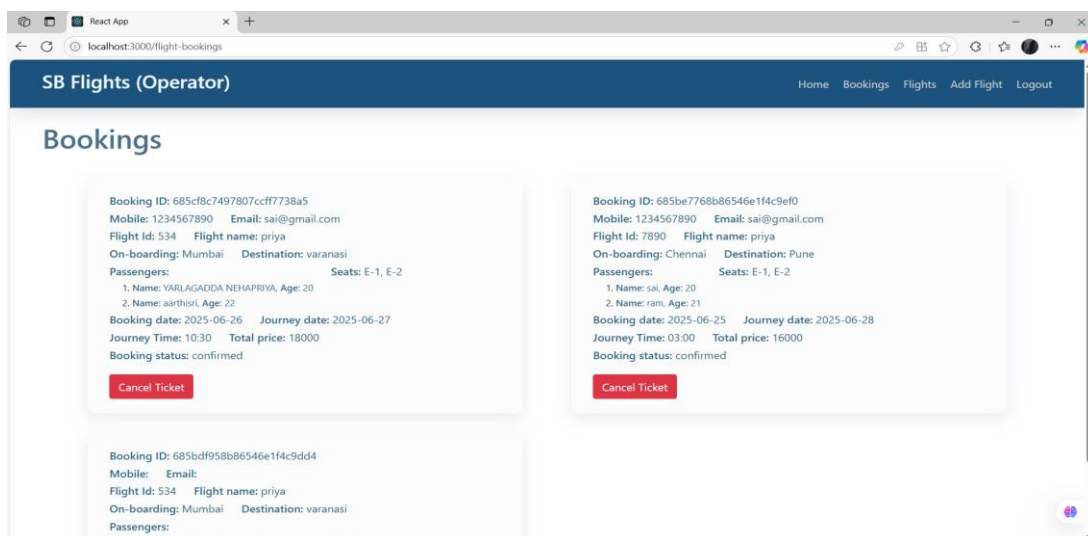 React App
localhost:3000/flight-bookings
SB Flights (Operator)
Home Bookings Flights Add Flight Logout
Bookings
Booking ID: 685cf8c7497807ccff7738a5
Mobile: 1234567890 Email: sai@gmail.com
Flight Id: 534 Flight name: priya
On-boarding: Mumbai Destination: varanasi
Passengers: Seats: E-1, E-2
1. Name: YARLAGADDA NEHAPRIYA, Age: 20
2. Name: aarthisri, Age: 22
Booking date: 2025-06-26 Journey date: 2025-06-27
Journey Time: 10:30 Total price: 18000
Booking status: confirmed
Cancel Ticket
Booking ID: 685be7768b86546e1f4c9ef0
Mobile: 1234567890 Email: sai@gmail.com
Flight Id: 7890 Flight name: priya
On-boarding: Chennai Destination: Pune
Passengers: Seats: E-1, E-2
1. Name: sai, Age: 20
2. Name: ram, Age: 21
Booking date: 2025-06-25 Journey date: 2025-06-28
Journey Time: 03:00 Total price: 16000
Booking status: confirmed
Cancel Ticket
Booking ID: 685bdf958b86546e1f4c9dd4
Mobile: Email:
Flight Id: 534 Flight name: priya
On-boarding: Mumbai Destination: varanasi
Passengers: